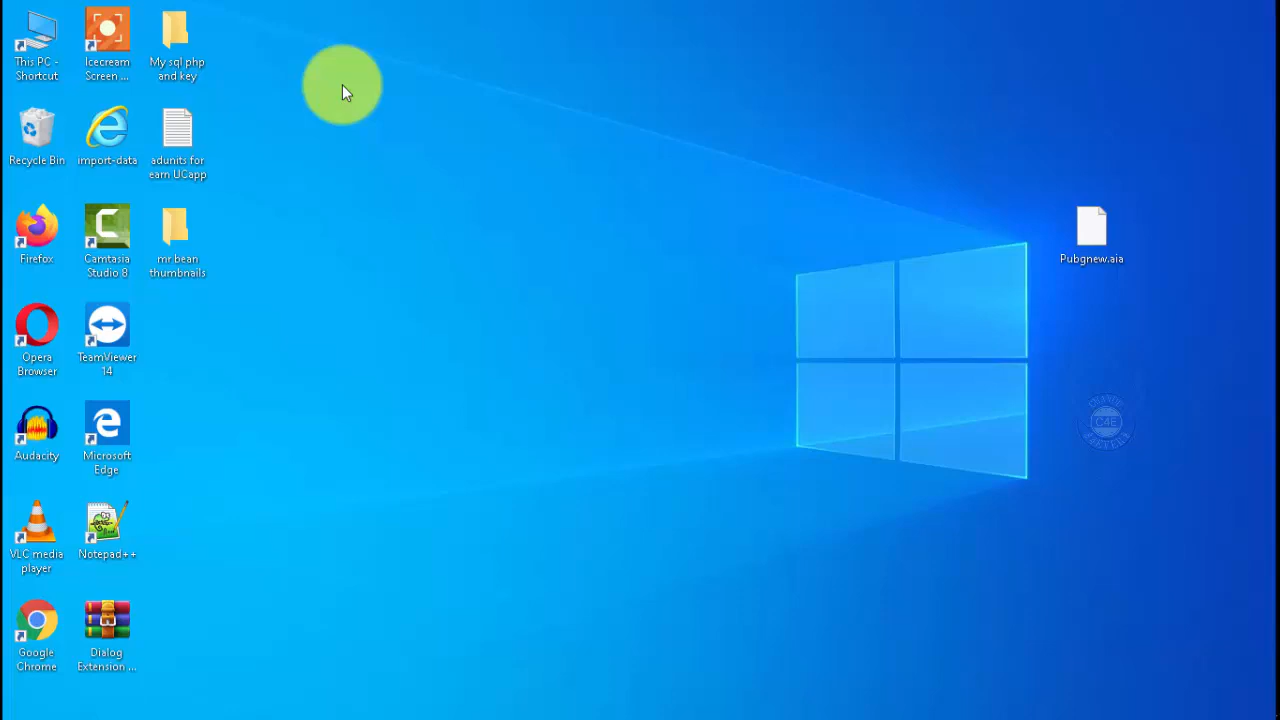 This PC -
Shortcut
Icecream
Screen ...
My sql php
and key
Recycle Bin
import-data
adunits for
earn UCapp
Firefox
Camtasia
Studio 8
mr.bean
thumbnails
Opera
Browser
TeamViewer
14
Audacity
Microsoft
Edge
VLC media
player
Notepad++
Google
Chrome
Dialog
Extension ...
Pubgnew.aia
C4E